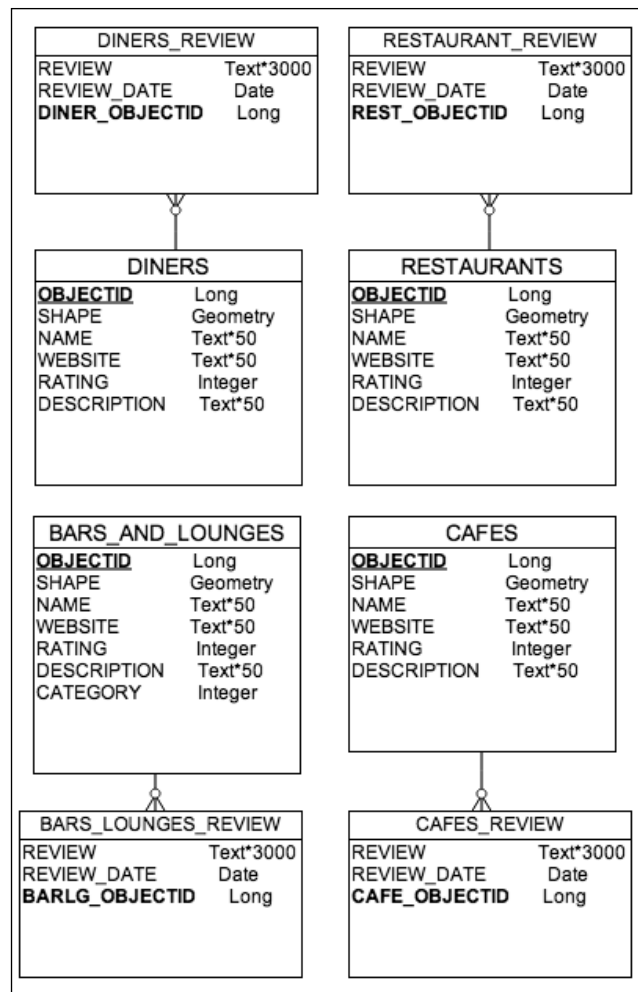 DINERS_REVIEW
REVIEW Text*3000
REVIEW_DATE Date
DINER_OBJECTID Long
RESTAURANT_REVIEW
REVIEW Text*3000
REVIEW_DATE Date
REST_OBJECTID Long
DINERS
OBJECTID Long
SHAPE Geometry
NAME Text*50
WEBSITE Text*50
RATING Integer
DESCRIPTION Text*50
RESTAURANTS
OBJECTID Long
SHAPE Geometry
NAME Text*50
WEBSITE Text*50
RATING Integer
DESCRIPTION Text*50
BARS_AND_LOUNGES
OBJECTID Long
SHAPE Geometry
NAME Text*50
WEBSITE Text*50
RATING Integer
DESCRIPTION Text*50
CATEGORY Integer
CAFES
OBJECTID Long
SHAPE Geometry
NAME Text*50
WEBSITE Text*50
RATING Integer
DESCRIPTION Text*50
BARS_LOUNGES_REVIEW
REVIEW Text*3000
REVIEW_DATE Date
BARLG_OBJECTID Long
CAFES_REVIEW
REVIEW Text*3000
REVIEW_DATE Date
CAFE_OBJECTID Long